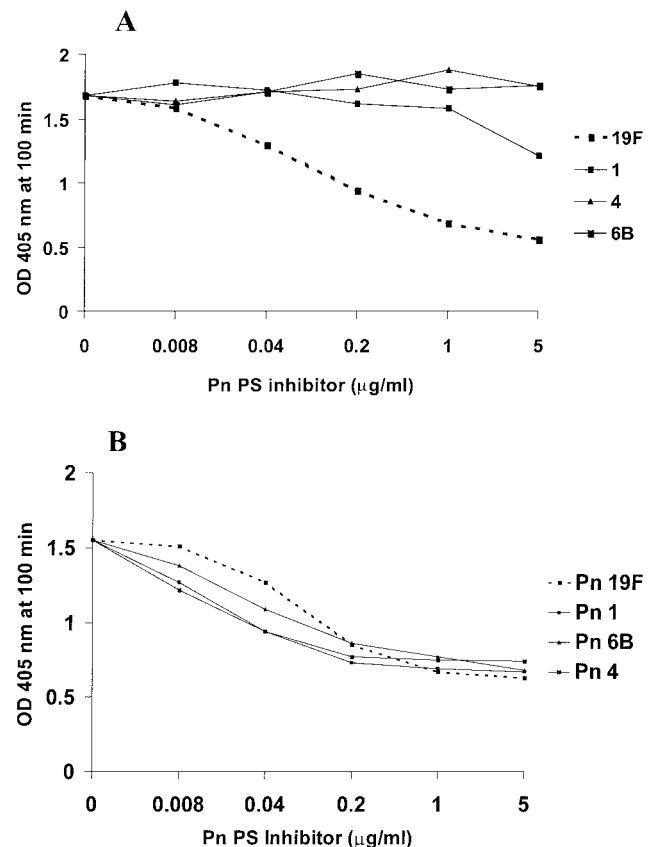 A
2
1.5
1
0.5
0
OD 405 nm at 100 min
0 0.008 0.04 0.2 1 5
Pn PS inhibitor (μg/ml)
19F
1
4
6B
B
2
1.5
1
0.5
0
OD 405 nm at 100 min
0 0.008 0.04 0.2 1 5
Pn PS Inhibitor (μg/ml)
Pn 19F
Pn 1
Pn 6B
Pn 4